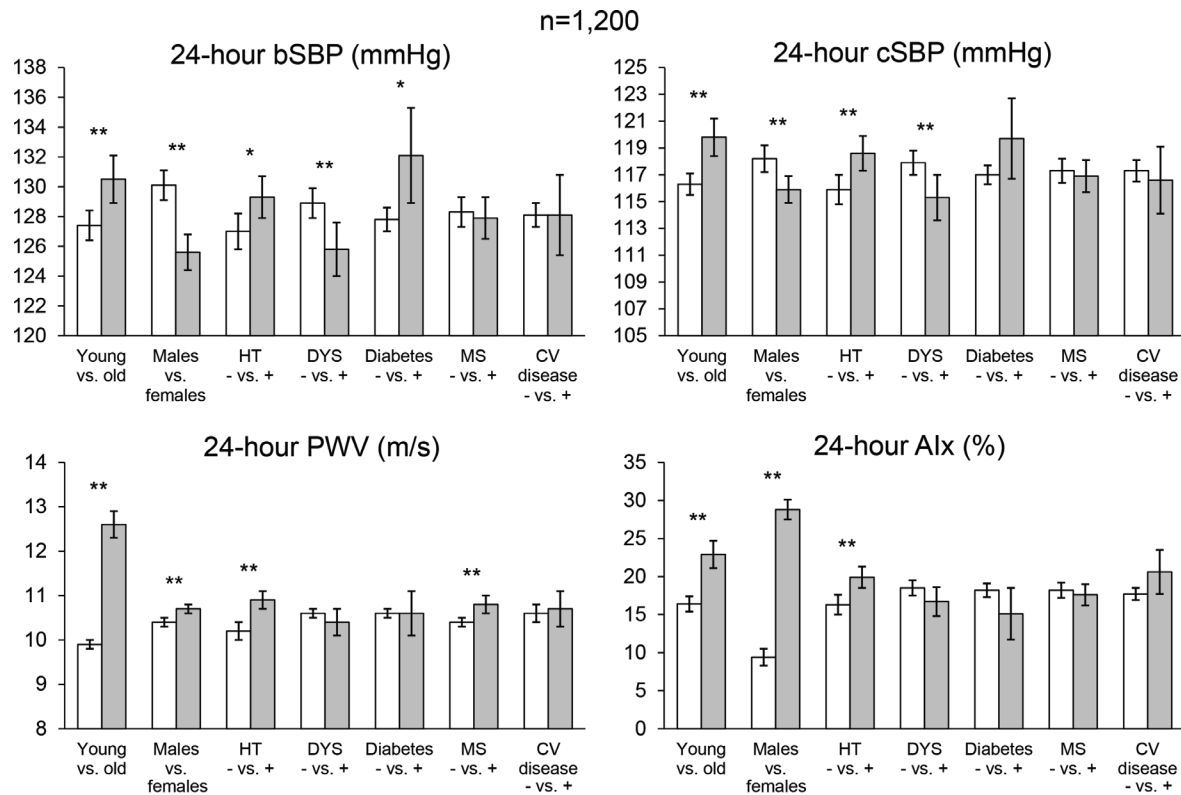 n=1,200
24-hour bSBP (mmHg)
138
136
134
132
130
128
126
124
122
120
**
**
*
**
*
Young
vs. old
Males
vs.
females
HT
- vs. +
DYS
- vs. +
Diabetes
- vs. +
MS
- vs. +
CV
disease
- vs. +
24-hour cSBP (mmHg)
125
123
121
119
117
115
113
111
109
107
105
**
**
**
**
Young
vs. old
Males
vs.
females
HT
- vs. +
DYS
- vs. +
Diabetes
- vs. +
MS
- vs. +
CV
disease
- vs. +
24-hour PWV (m/s)
14
13
12
11
10
9
8
**
**
**
**
Young
vs. old
Males
vs.
females
HT
- vs. +
DYS
- vs. +
Diabetes
- vs. +
MS
- vs. +
CV
disease
- vs. +
24-hour AIx (%)
35
30
25
20
15
10
5
0
**
**
**
Young
vs. old
Males
vs.
females
HT
- vs. +
DYS
- vs. +
Diabetes
- vs. +
MS
- vs. +
CV
disease
- vs. +